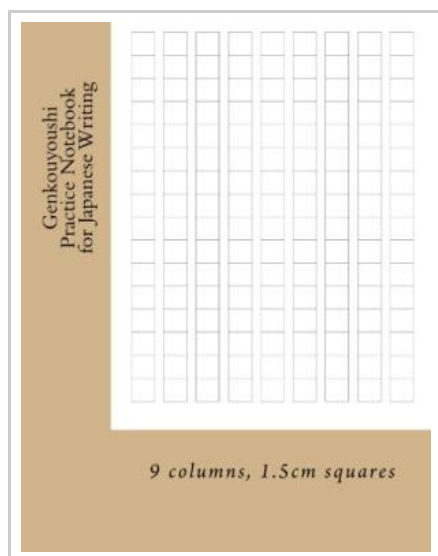 Genkouyoushi
Practice Notebook
for Japanese Writing
9 columns, 1.5cm squares